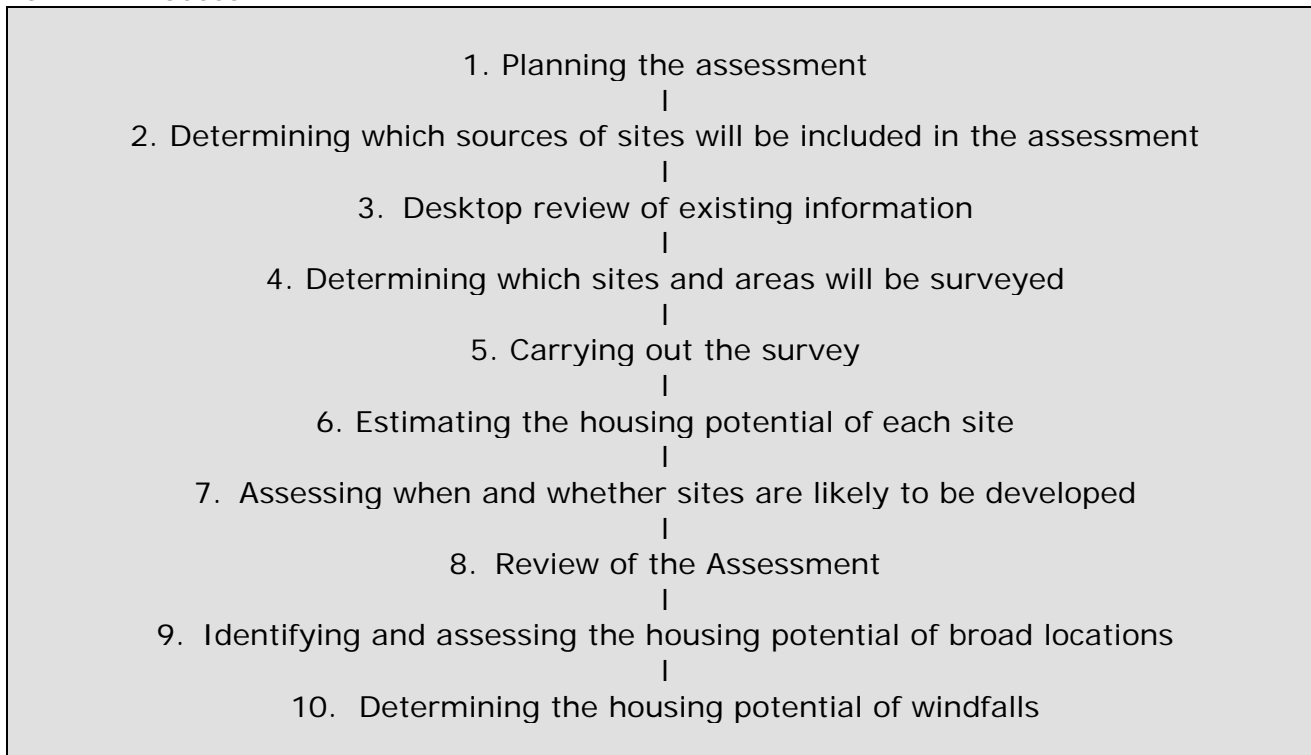 1. Planning the assessment
2. Determining which sources of sites will be included in the assessment
3. Desktop review of existing information
4. Determining which sites and areas will be surveyed
5. Carrying out the survey
6. Estimating the housing potential of each site
7. Assessing when and whether sites are likely to be developed
8. Review of the Assessment
9. Identifying and assessing the housing potential of broad locations
10. Determining the housing potential of windfalls